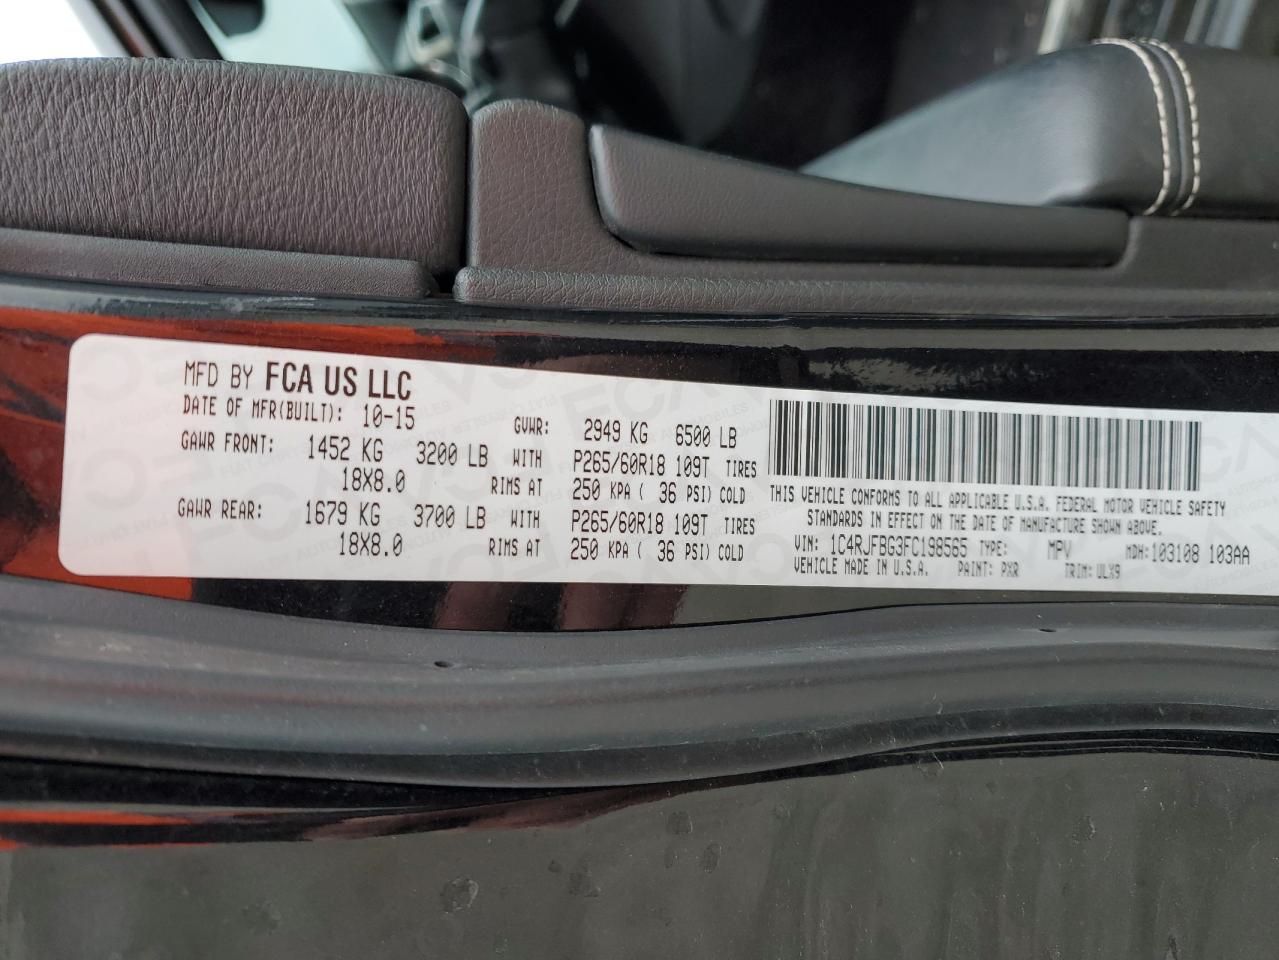 MFD BY FCA US LLC
DATE OF MFR(BUILT): 10-15 GVWR: 2949 KG 6500 LB
GAWR FRONT: 1452 KG 3200 LB WITH P265/60R18 109T TIRES
18X8.0 RIMS AT 250 KPA ( 36 PSI) COLD
GAWR REAR: 1679 KG 3700 LB WITH P265/60R18 109T TIRES
18X8.0 RIMS AT 250 KPA ( 36 PSI) COLD
THIS VEHICLE CONFORMS TO ALL APPLICABLE U.S.A. FEDERAL MOTOR VEHICLE SAFETY
STANDARDS IN EFFECT ON THE DATE OF MANUFACTURE SHOWN ABOVE.
VIN: 1C4RJFBG3FC198565 TYPE: MPV MDH:103108 103AA
VEHICLE MADE IN U.S.A. PAINT: PXR TRIM:ULX9